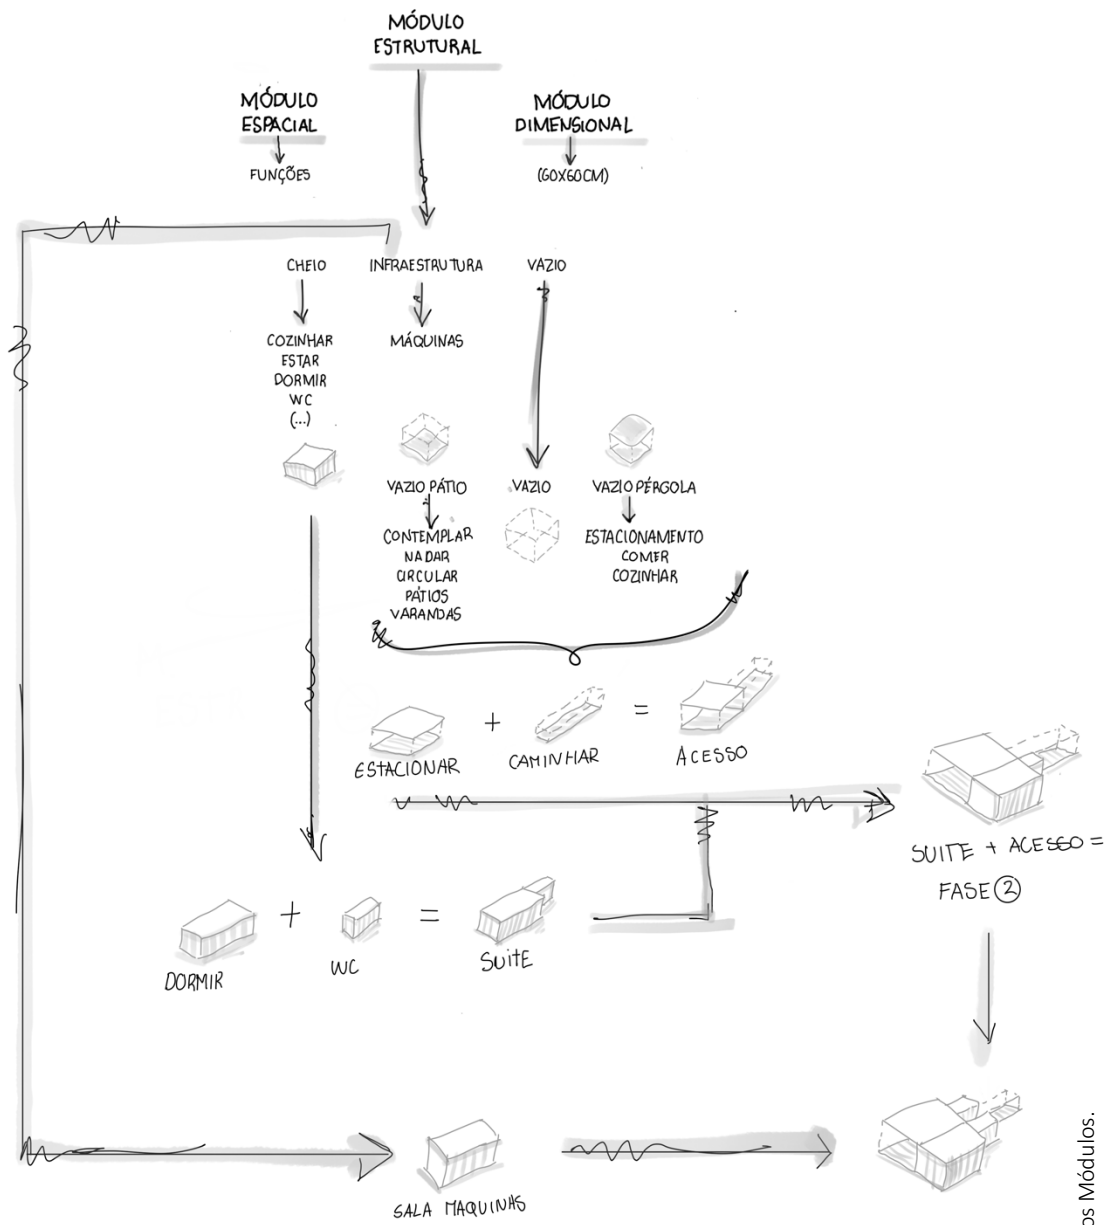 MÓDULO
ESTRUTURAL
MÓDULO
ESPACIAL
FUNÇÕES
MÓDULO
DIMENSIONAL
(60X60CM)
CHEIO
INFRAESTRUTURA
VAZIO
COZINHAR
ESTAR
DORMIR
WC
(...)
MÁQUINAS
VAZIO PÁTIO
VAZIO
VAZIO PÉRGOLA
CONTEMPLAR
NADAR
CIRCULAR
PÁTIOS
VARANDAS
ESTACIONAMENTO
COMER
COZINHAR
+
=
ESTACIONAR
CAMINHAR
ACESSO
SUITE + ACESSO =
FASE 2
+
=
DORMIR
WC
SUITE
SALA MAQUINAS
os Módulos.